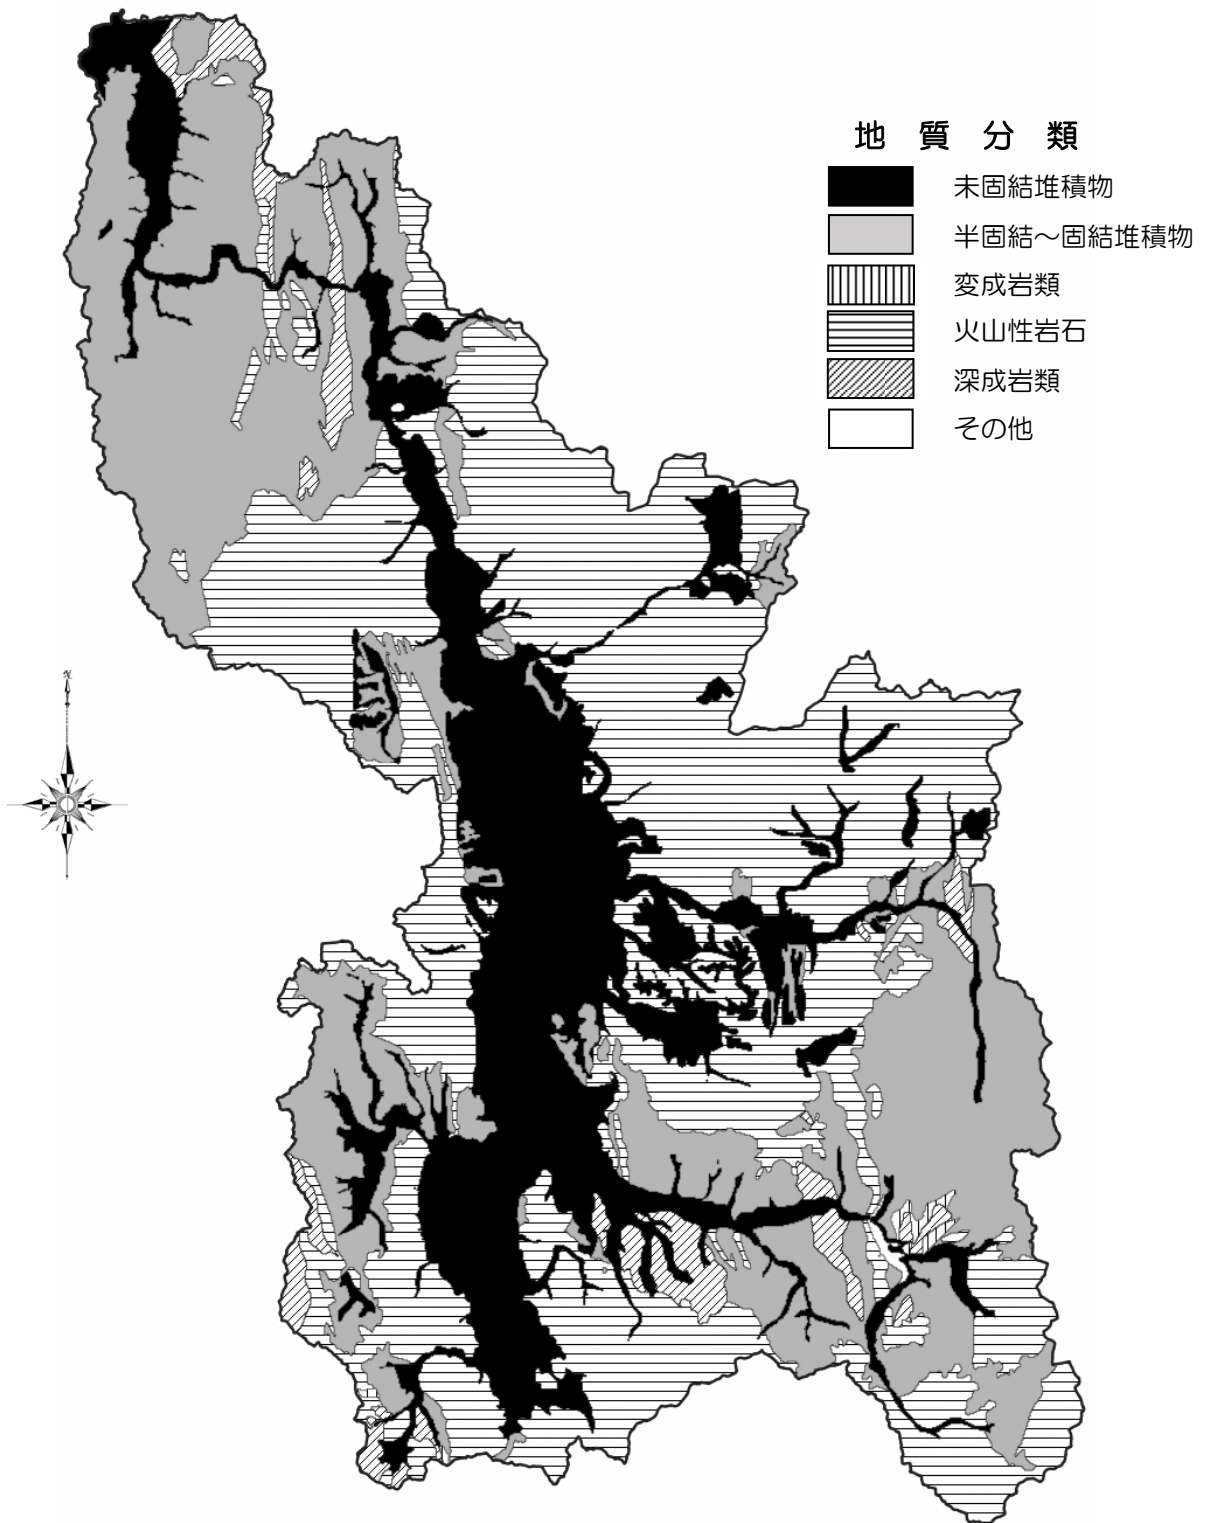 地質分類
未固結堆積物
半固結～固結堆積物
変成岩類
火山性岩石
深成岩類
その他